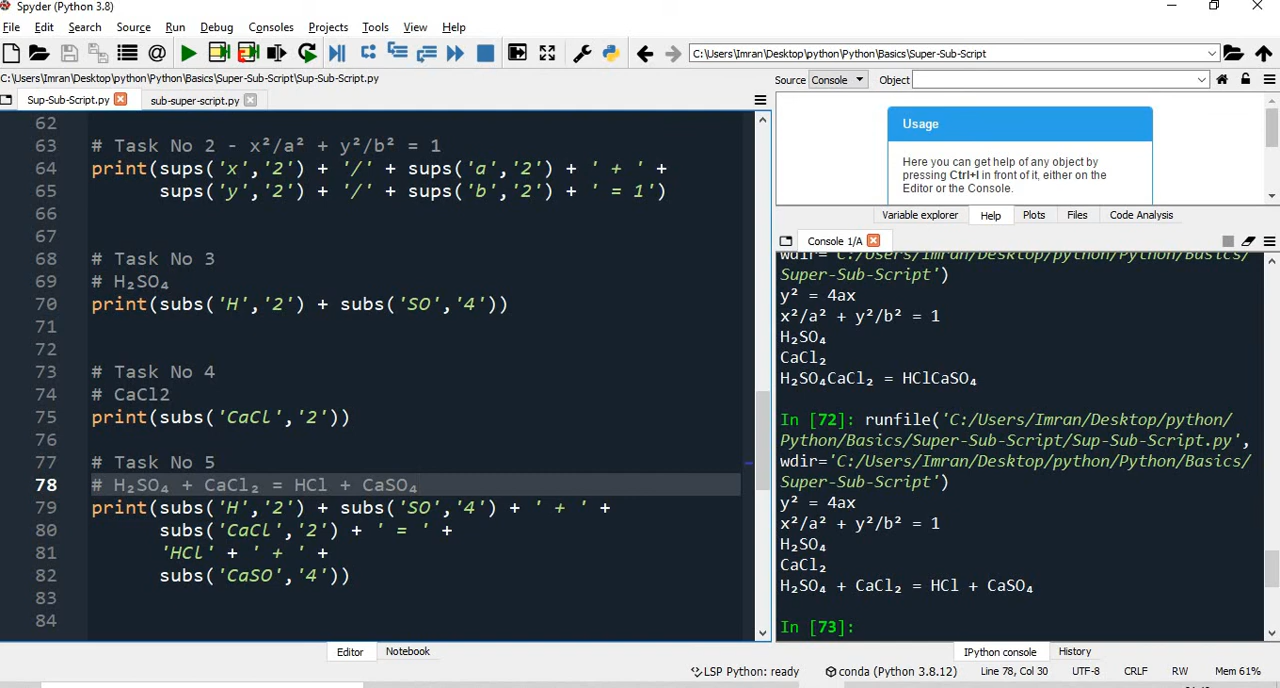 Spyder (Python 3.8)
File Edit Search Source Run Debug Consoles Projects Tools View Help
C:\Users\Imran\Desktop\python\Python\Basics\Super-Sub-Script
C:\Users\Imran\Desktop\python\Python\Basics\Super-Sub-Script\Sup-Sub-Script.py
Sup-Sub-Script.py sub-super-script.py
62
63 # Task No 2 - x²/a² + y²/b² = 1
64 print(sups('x','2') + '/' + sups('a','2') + ' + ' +
65 sups('y','2') + '/' + sups('b','2') + ' = 1')
66
67
68 # Task No 3
69 # H₂SO₄
70 print(subs('H','2') + subs('SO','4'))
71
72
73 # Task No 4
74 # CaCl2
75 print(subs('CaCl','2'))
76
77 # Task No 5
78 # H₂SO₄ + CaCl₂ = HCl + CaSO₄
79 print(subs('H','2') + subs('SO','4') + ' + ' +
80 subs('CaCl','2') + ' = ' +
81 'HCl' + ' + ' +
82 subs('CaSO','4'))
83
84
Editor Notebook
Source Console Object
Usage
Here you can get help of any object by
pressing Ctrl+I in front of it, either on
the Editor or the Console.
Variable explorer Help Plots Files Code Analysis
Console 1/A
wdir='C:/Users/Imran/Desktop/python/Python/Basics/
Super-Sub-Script')
y² = 4ax
x²/a² + y²/b² = 1
H₂SO₄
CaCl₂
H₂SO₄CaCl₂ = HClCaSO₄
In [72]: runfile('C:/Users/Imran/Desktop/python/
Python/Basics/Super-Sub-Script/Sup-Sub-Script.py',
wdir='C:/Users/Imran/Desktop/python/Python/Basics/
Super-Sub-Script')
y² = 4ax
x²/a² + y²/b² = 1
H₂SO₄
CaCl₂
H₂SO₄ + CaCl₂ = HCl + CaSO₄
In [73]:
IPython console History
LSP Python: ready conda (Python 3.8.12) Line 78, Col 30 UTF-8 CRLF RW Mem 61%